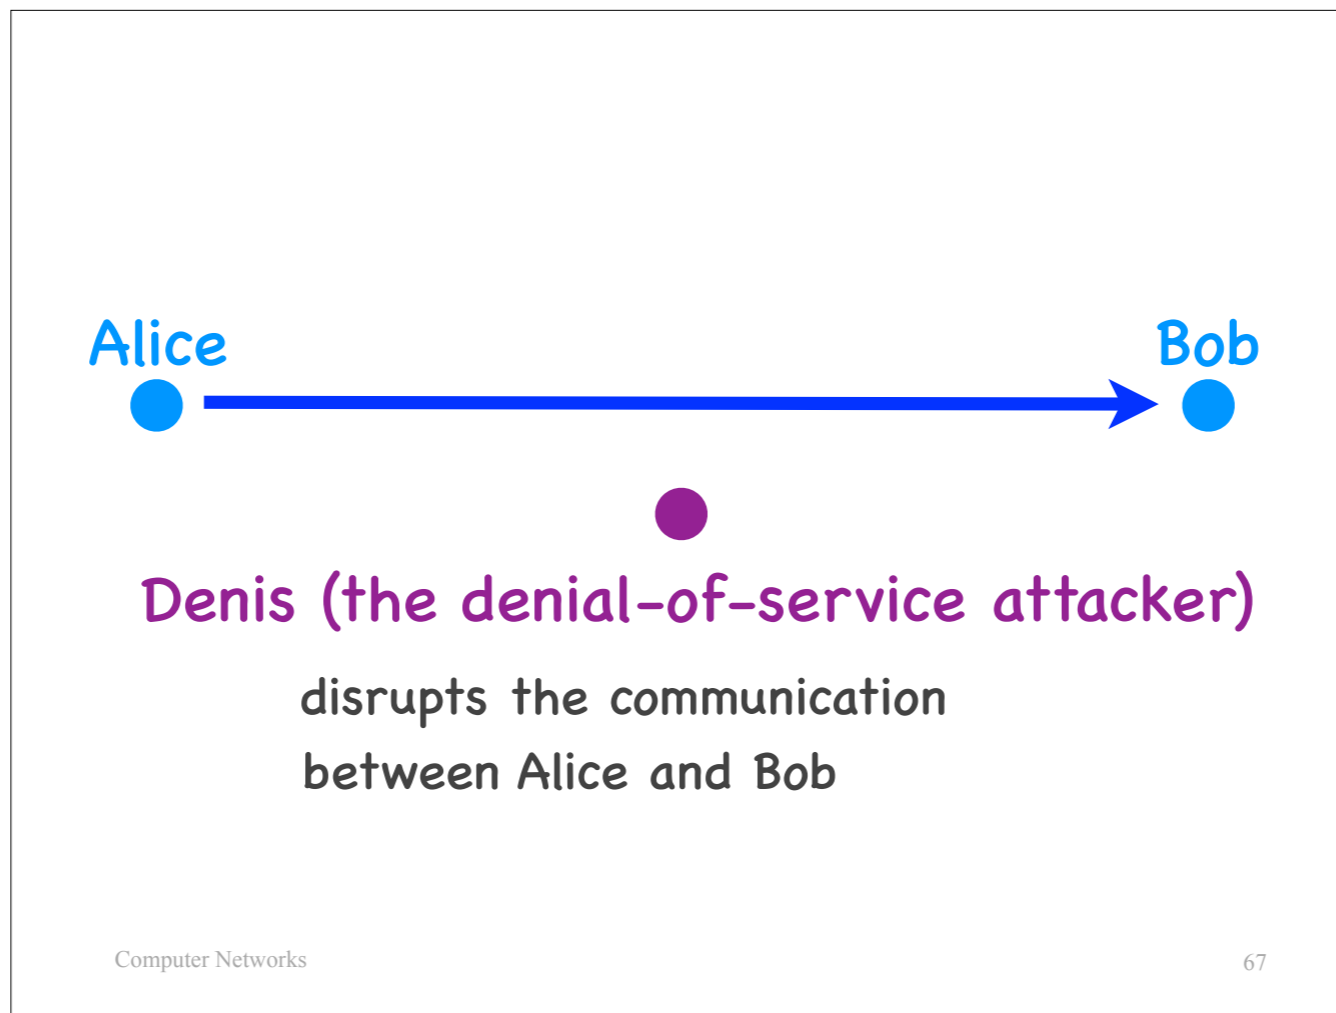 Alice
Bob
Denis (the denial-of-service attacker)
disrupts the communication
between Alice and Bob
Computer Networks
67